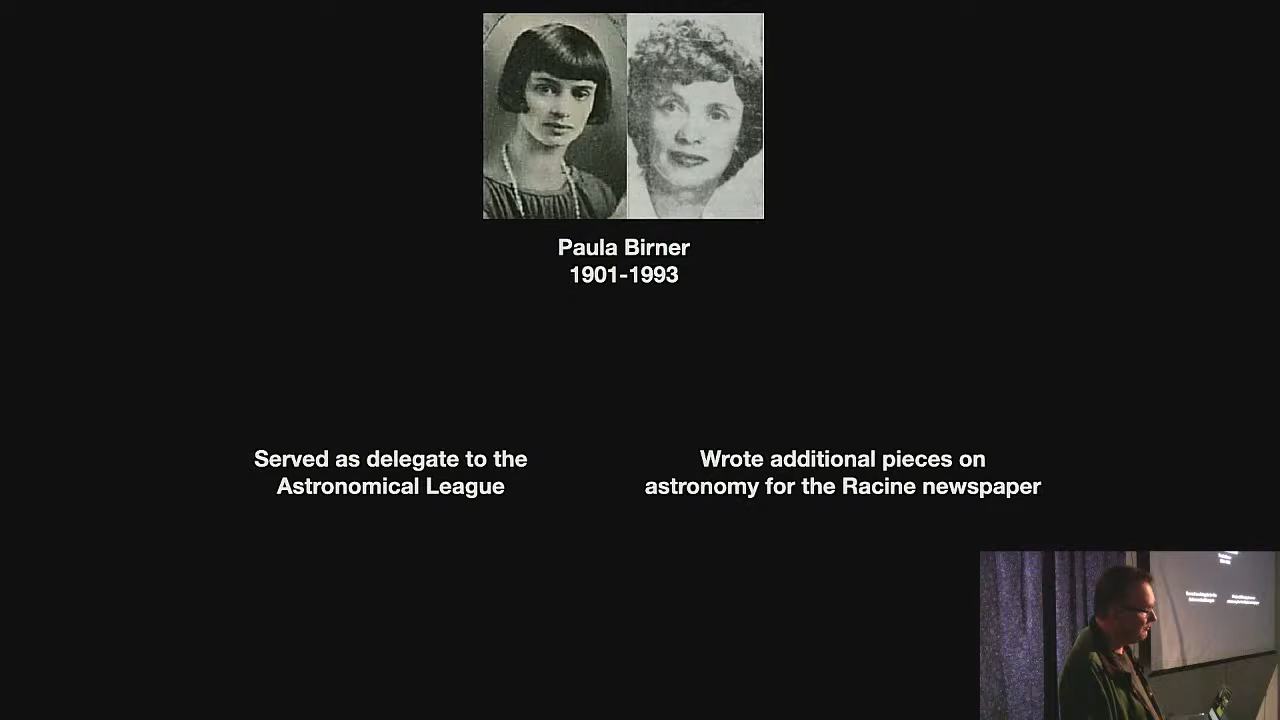 Paula Birner
1901-1993
Served as delegate to the
Astronomical League
Wrote additional pieces on
astronomy for the Racine newspaper